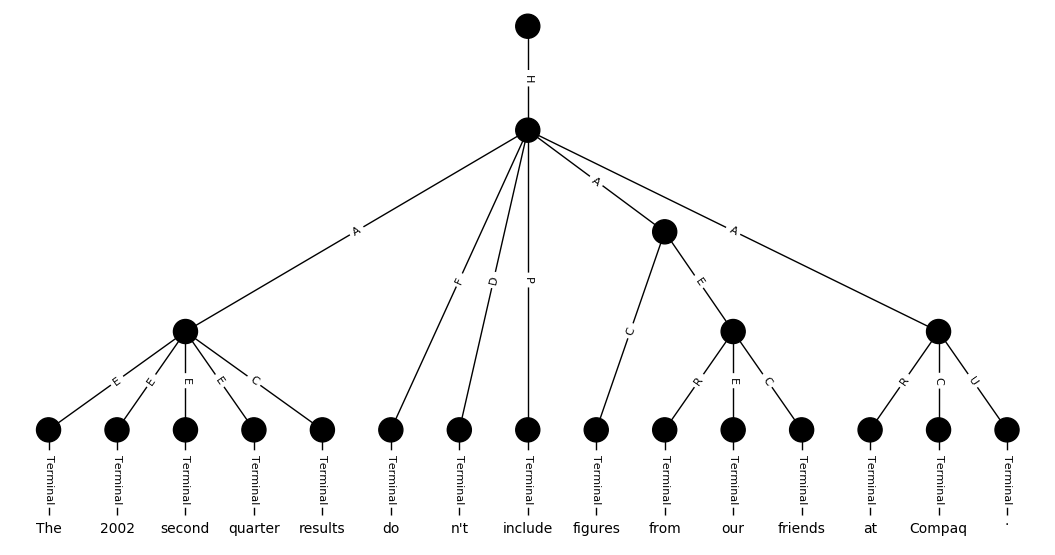 H
A F D P A A
E E E E C C E R C U
R E C
Terminal Terminal Terminal Terminal Terminal Terminal Terminal Terminal Terminal Terminal Terminal Terminal Terminal Terminal Terminal
The 2002 second quarter results do n't include figures from our friends at Compaq .